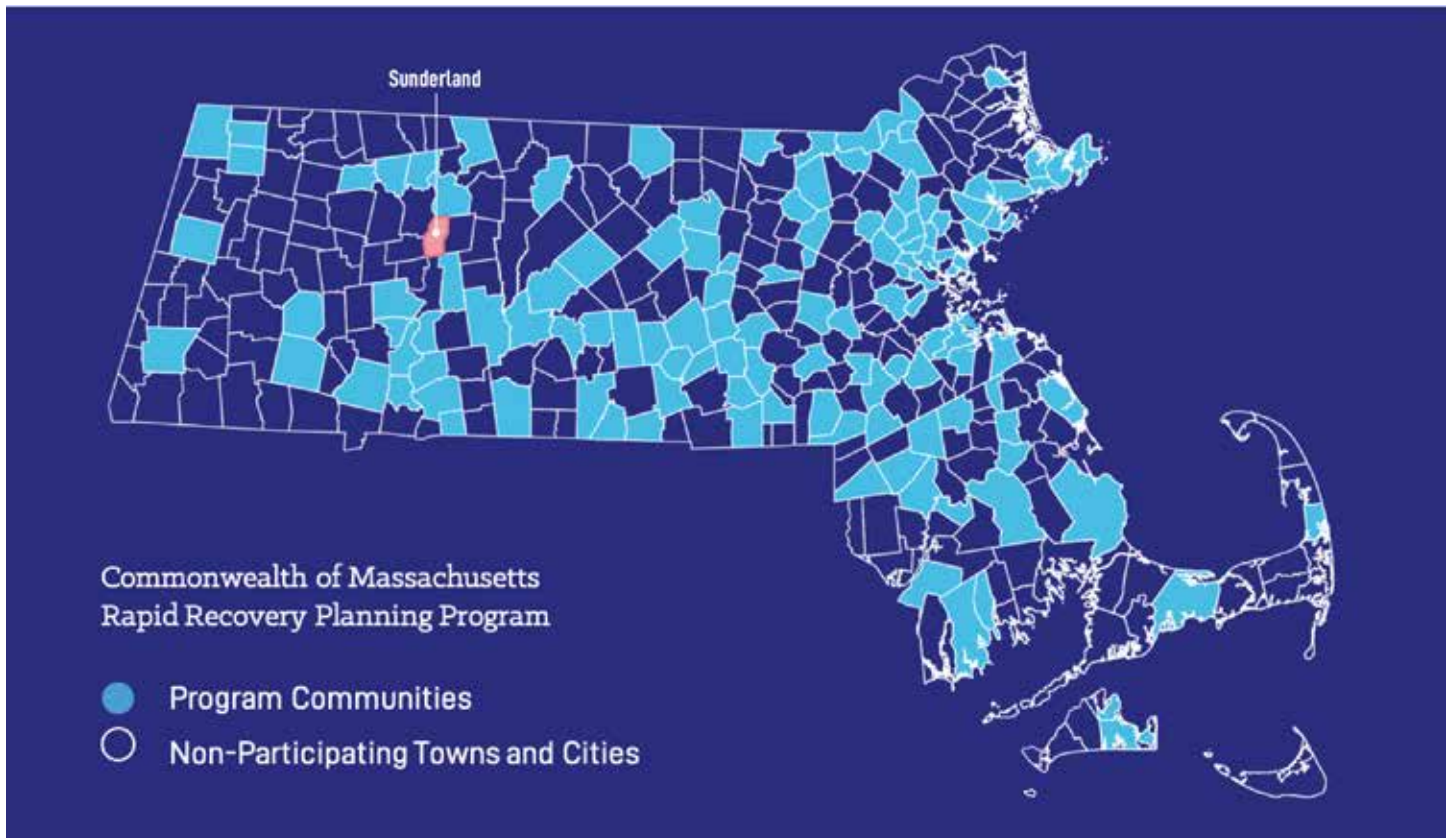 Sunderland
Commonwealth of Massachusetts
Rapid Recovery Planning Program
Program Communities
Non-Participating Towns and Cities